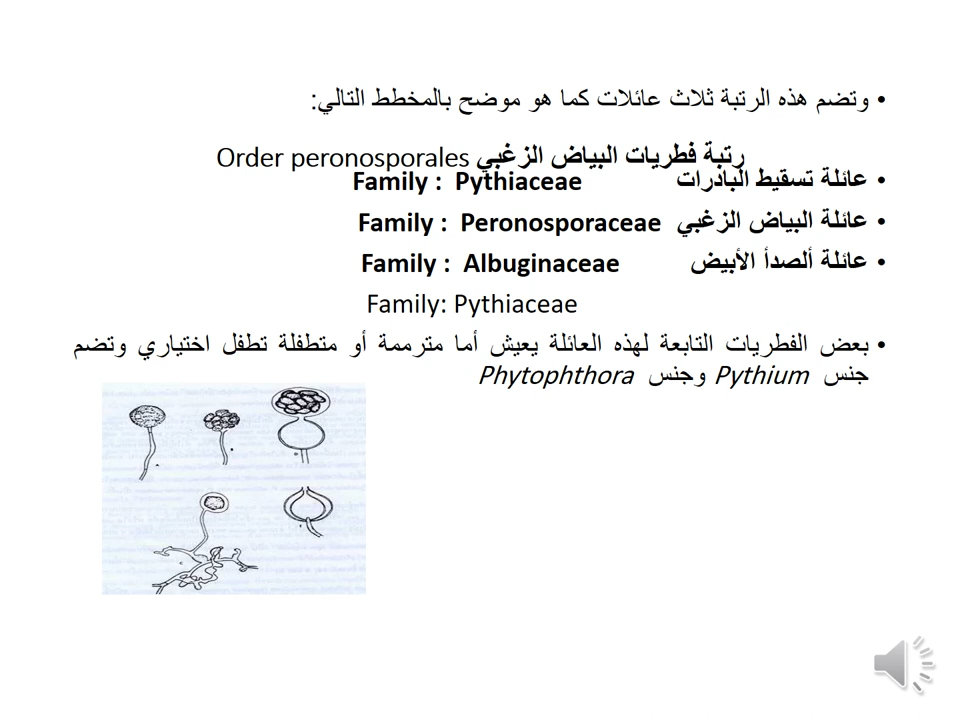 • وتضم هذه الرتبة ثلاث عائلات كما هو موضح بالمخطط التالي:
رتبة فطريات البياض الزغبي Order peronosporales
• عائلة تسقيط البادرات Family : Pythiaceae
• عائلة البياض الزغبي Family : Peronosporaceae
• عائلة ألصدأ الأبيض Family : Albuginaceae
Family: Pythiaceae
• بعض الفطريات التابعة لهذه العائلة يعيش أما مترممة أو متطفلة تطفل اختياري وتضم
جنس Pythium وجنس Phytophthora